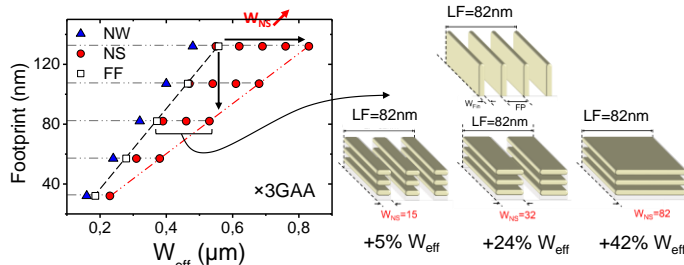 W_NS
NW
NS
FF
Footprint (nm)
120
80
40
×3GAA
0,2
0,4
0,6
0,8
W_eff (µm)
LF=82nm
W_Fin
FP
LF=82nm
LF=82nm
LF=82nm
W_NS=15
W_NS=32
W_NS=82
+5% W_eff
+24% W_eff
+42% W_eff